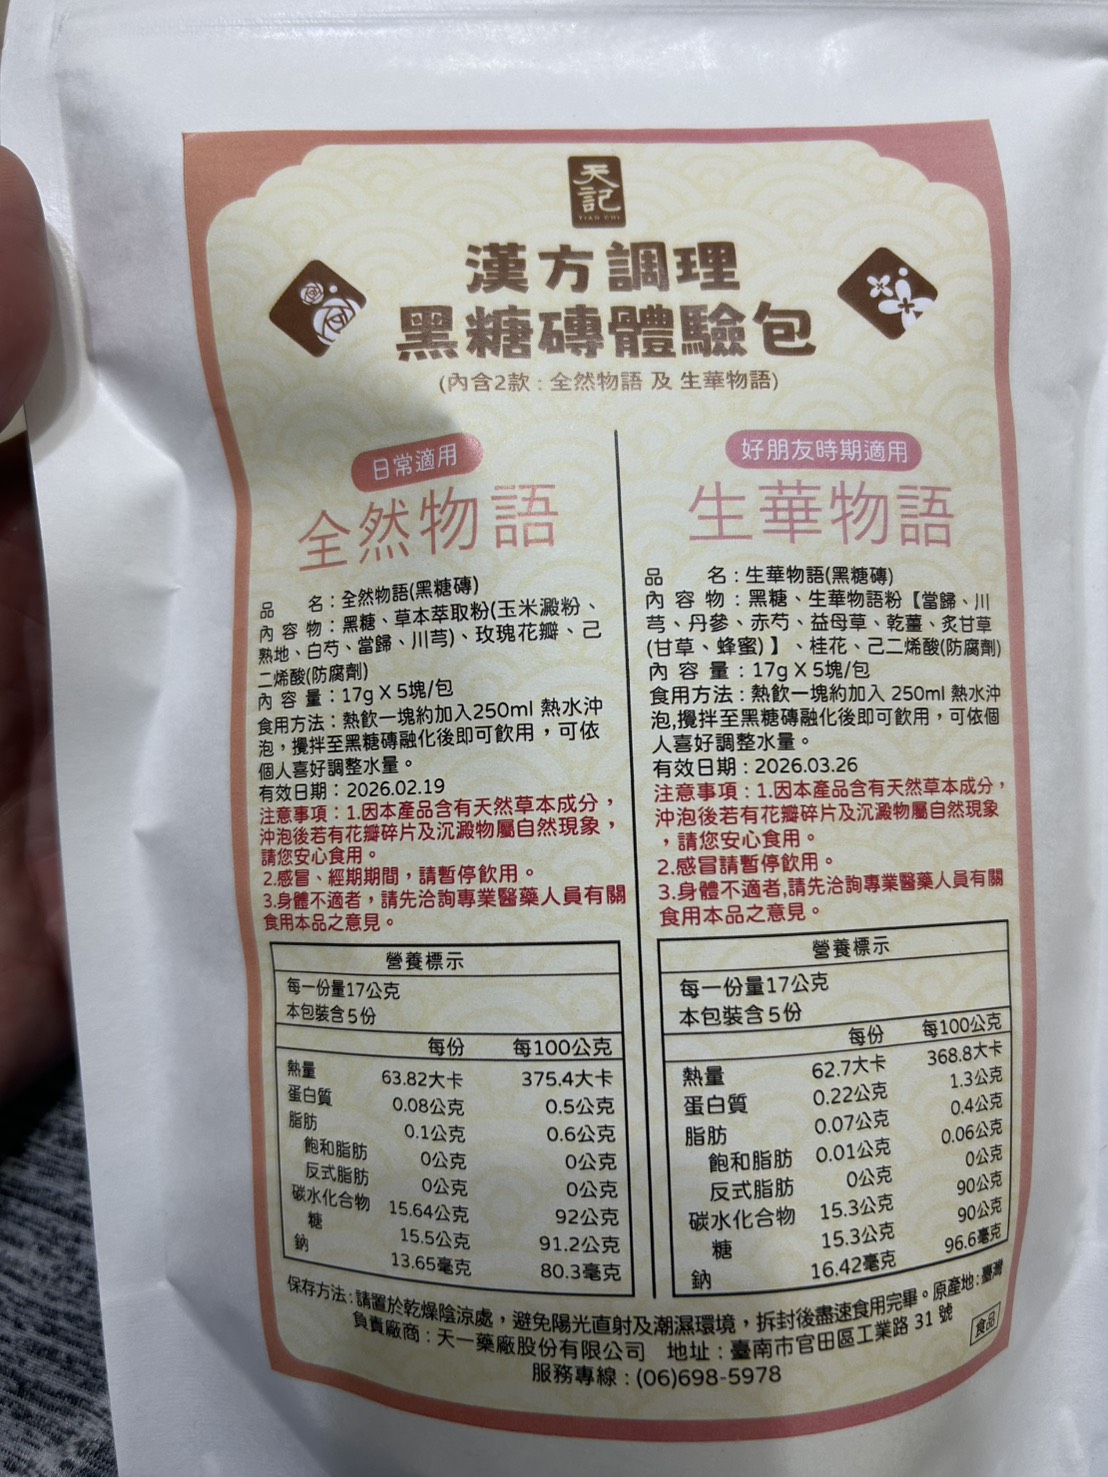 天記
TIAN CHI
漢方調理
黑糖磚體驗包
(內含2款：全然物語 及 生華物語)
日常適用
全然物語
品　　名：全然物語(黑糖磚)
內 容 物：黑糖、草本萃取粉(玉米澱粉、
熟地、白芍、當歸、川芎)、玫瑰花瓣、己
二烯酸(防腐劑)
內 容 量：17g X 5塊/包
食用方法：熱飲一塊約加入250ml 熱水沖
泡，攪拌至黑糖磚融化後即可飲用，可依
個人喜好調整水量。
有效日期：2026.02.19
注意事項：1.因本產品含有天然草本成分，
沖泡後若有花瓣碎片及沉澱物屬自然現象，
請您安心食用。
2.感冒、經期期間，請暫停飲用。
3.身體不適者，請先洽詢專業醫藥人員有關
食用本品之意見。
營養標示
每一份量17公克
本包裝含5份
每份　每100公克
熱量　63.82大卡　375.4大卡
蛋白質　0.08公克　0.5公克
脂肪　0.1公克　0.6公克
飽和脂肪　0公克　0公克
反式脂肪　0公克　0公克
碳水化合物　15.64公克　92公克
糖　15.5公克　91.2公克
鈉　13.65毫克　80.3毫克
好朋友時期適用
生華物語
品　　名：生華物語(黑糖磚)
內 容 物：黑糖、生華物語粉【當歸、川
芎、丹參、赤芍、益母草、乾薑、炙甘草
(甘草、蜂蜜)】、桂花、己二烯酸(防腐劑)
內 容 量：17g X 5塊/包
食用方法：熱飲一塊約加入 250ml 熱水沖
泡,攪拌至黑糖磚融化後即可飲用，可依個
人喜好調整水量。
有效日期：2026.03.26
注意事項：1.因本產品含有天然草本成分，
沖泡後若有花瓣碎片及沉澱物屬自然現象
，請您安心食用。
2.感冒請暫停飲用。
3.身體不適者,請先洽詢專業醫藥人員有關
食用本品之意見。
營養標示
每一份量17公克
本包裝含5份
每份　每100公克
熱量　62.7大卡　368.8大卡
蛋白質　0.22公克　1.3公克
脂肪　0.07公克　0.4公克
飽和脂肪　0.01公克　0.06公克
反式脂肪　0公克　0公克
碳水化合物　15.3公克　90公克
糖　15.3公克　90公克
鈉　16.42毫克　96.6毫克
保存方法：請置於乾燥陰涼處，避免陽光直射及潮濕環境，拆封後盡速食用完畢。原產地：臺灣
負責廠商：天一藥廠股份有限公司　地址：臺南市官田區工業路 31 號
食品
服務專線：(06)698-5978